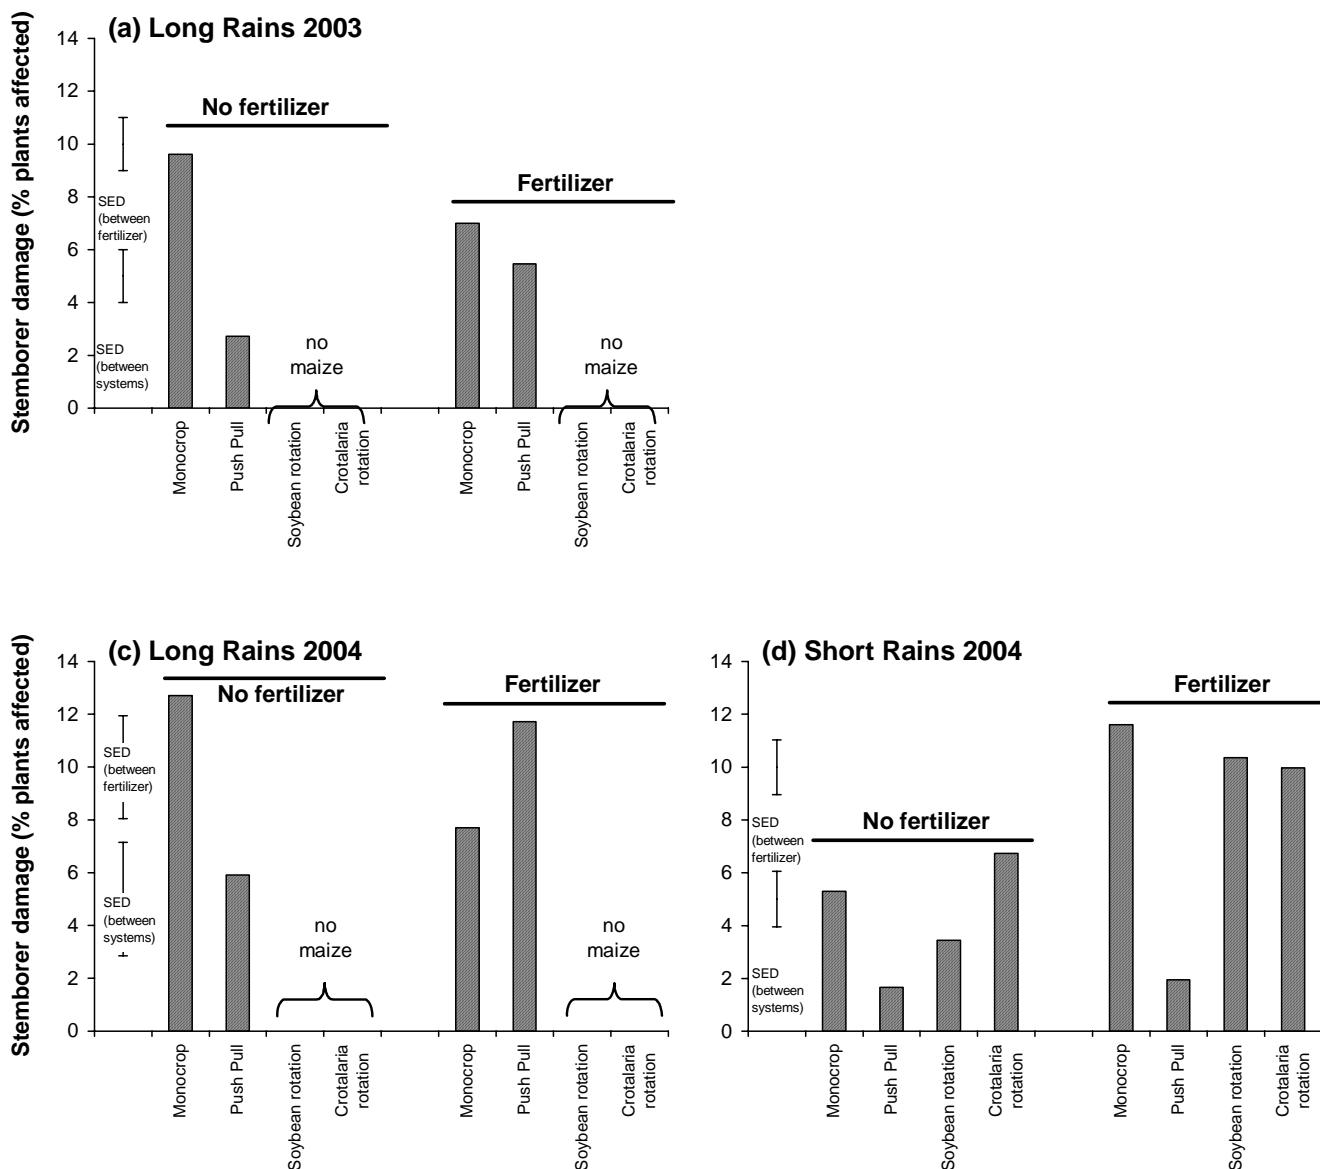 (a) Long Rains 2003
Stemborer damage (% plants affected)
14
12
10
8
6
4
2
0
No fertilizer
Fertilizer
SED
(between
fertilizer)
SED
(between
systems)
no
maize
no
maize
Monocrop
Push Pull
Soybean rotation
Crotalaria
rotation
Monocrop
Push Pull
Soybean rotation
Crotalaria
rotation
(c) Long Rains 2004
Stemborer damage (% plants affected)
14
12
10
8
6
4
2
0
No fertilizer
Fertilizer
SED
(between
fertilizer)
SED
(between
systems)
no
maize
no
maize
Monocrop
Push Pull
Soybean rotation
Crotalaria
rotation
Monocrop
Push Pull
Soybean rotation
Crotalaria
rotation
(d) Short Rains 2004
14
12
10
8
6
4
2
0
Fertilizer
No fertilizer
SED
(between
fertilizer)
SED
(between
systems)
Monocrop
Push Pull
Soybean rotation
Crotalaria
rotation
Monocrop
Push Pull
Soybean rotation
Crotalaria
rotation